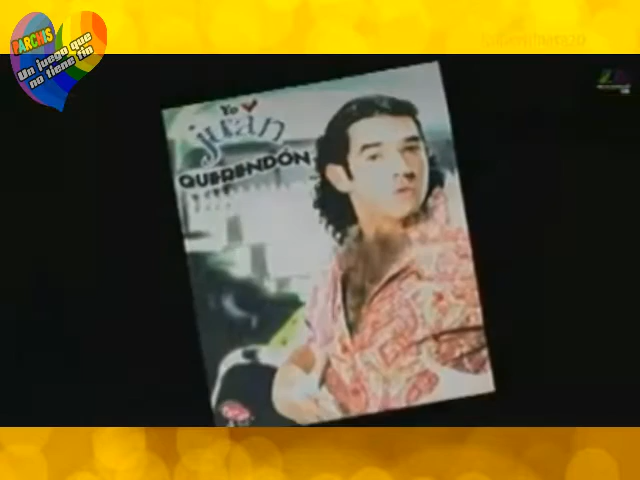 PARCHIS
Un juego que
no tiene fin
Yo
juan
QUERENDÓN